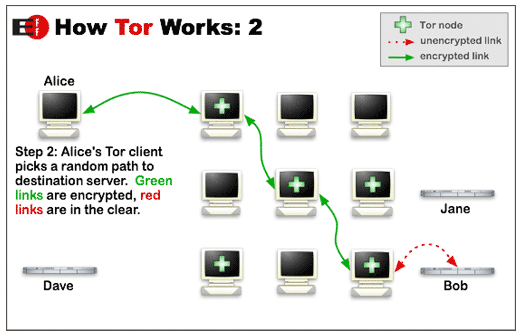 EFF How Tor Works: 2
Tor node
unencrypted link
encrypted link
Alice
Step 2: Alice's Tor client
picks a random path to
destination server. Green
links are encrypted, red
links are in the clear.
Jane
Dave
Bob